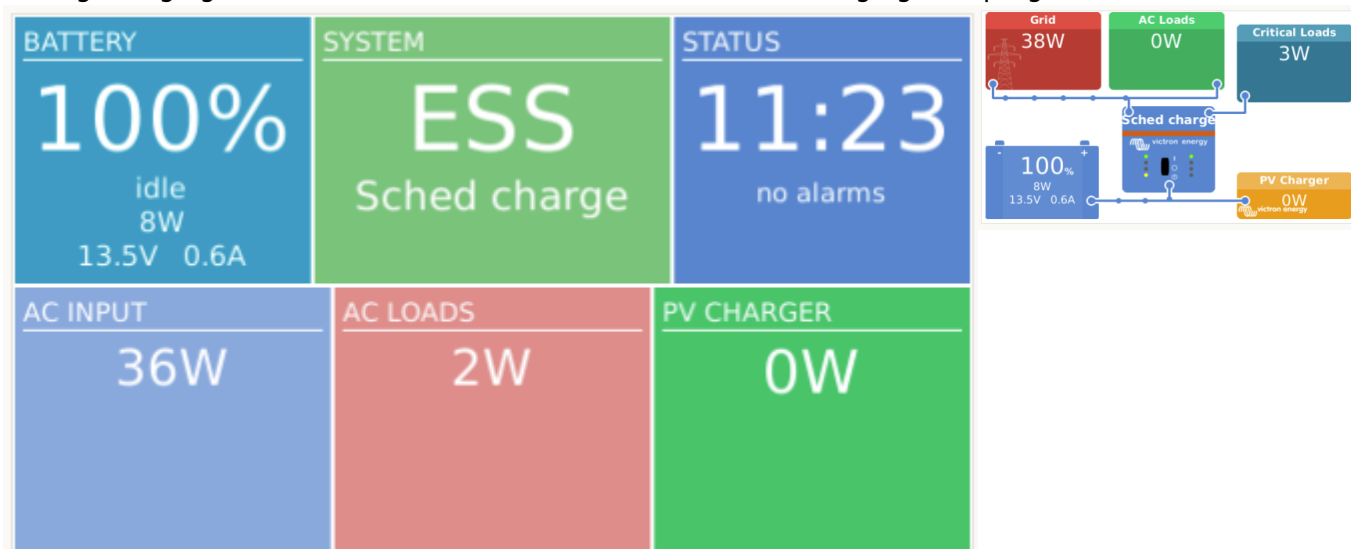 BATTERY
100%
idle
8W
13.5V 0.6A
SYSTEM
ESS
Sched charge
STATUS
11:23
no alarms
AC INPUT
36W
AC LOADS
2W
PV CHARGER
0W
Grid
38W
AC Loads
0W
Critical Loads
3W
Sched charge
victron energy
- +
100%
8W
13.5V 0.6A
PV Charger
0W
victron energy